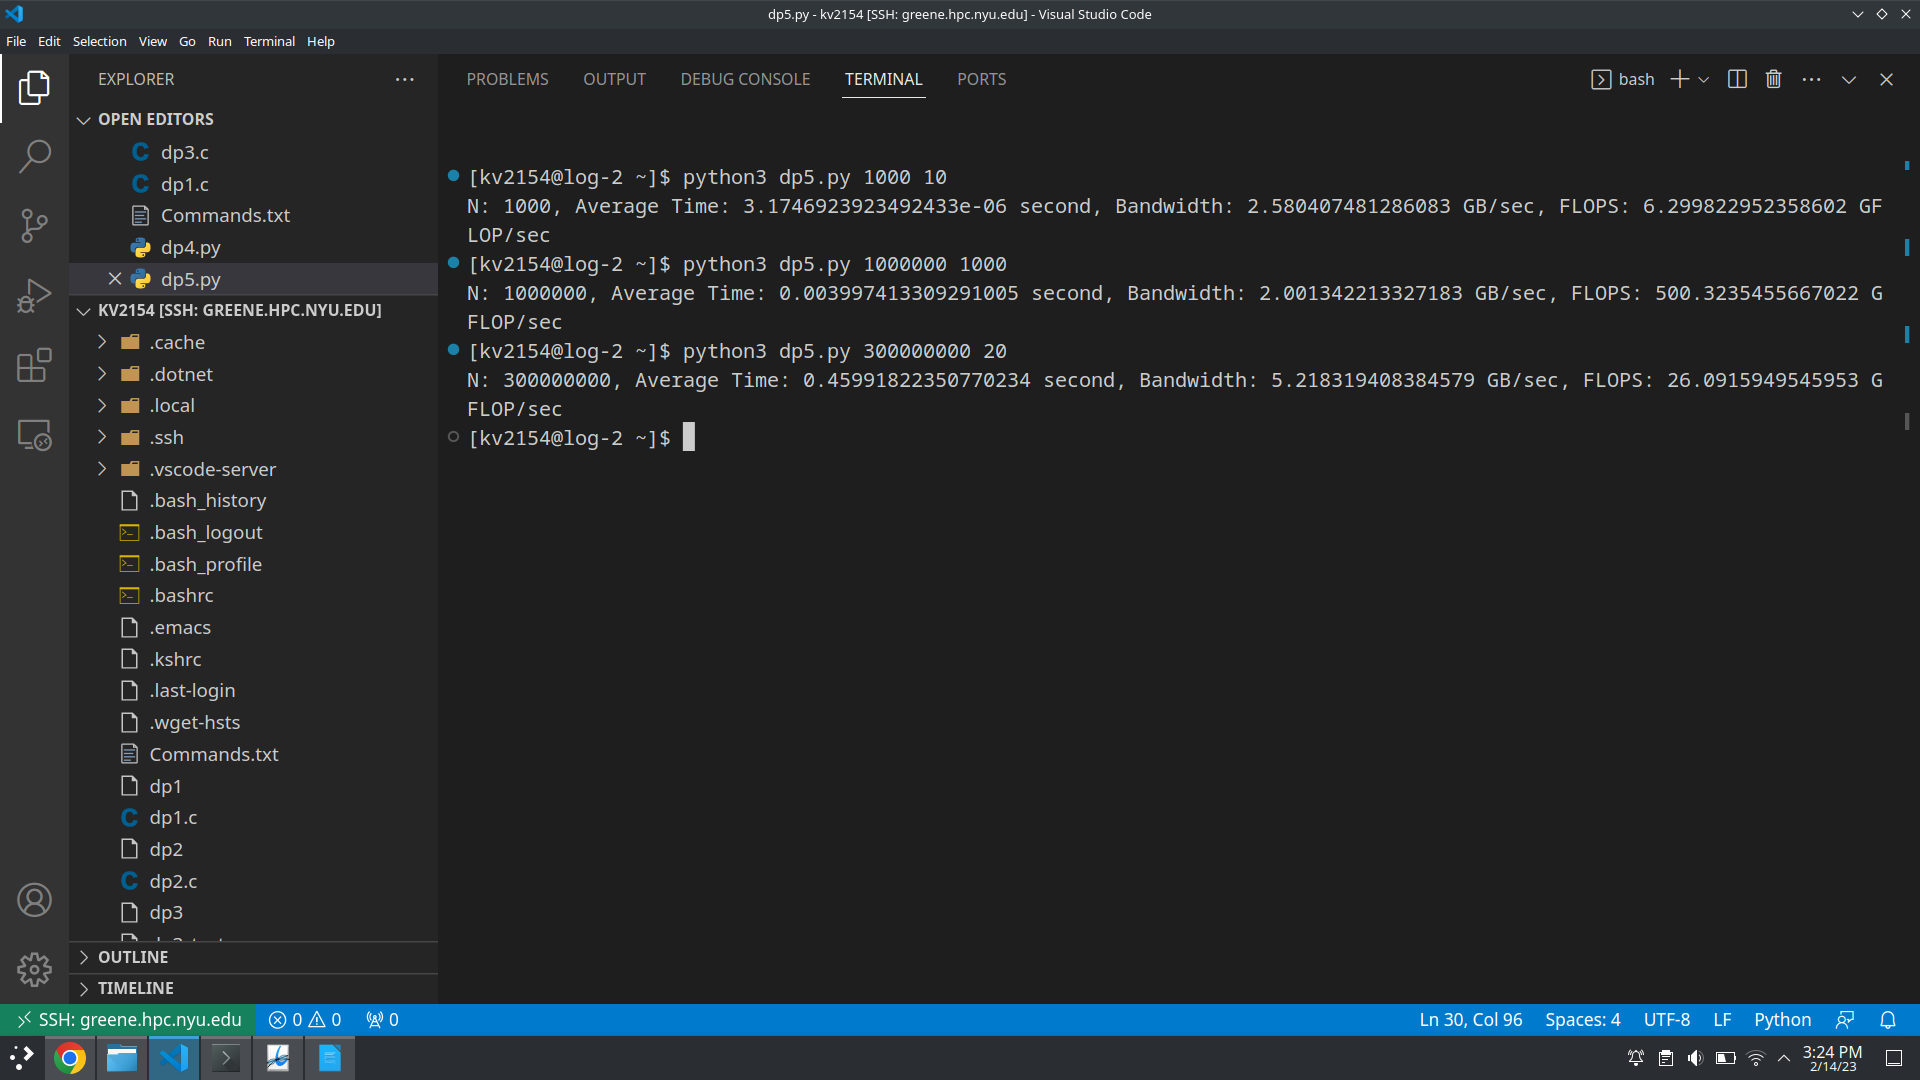 dp5.py - kv2154 [SSH: greene.hpc.nyu.edu] - Visual Studio Code
File Edit Selection View Go Run Terminal Help
EXPLORER
OPEN EDITORS
dp3.c
dp1.c
Commands.txt
dp4.py
dp5.py
KV2154 [SSH: GREENE.HPC.NYU.EDU]
.cache
.dotnet
.local
.ssh
.vscode-server
.bash_history
.bash_logout
.bash_profile
.bashrc
.emacs
.kshrc
.last-login
.wget-hsts
Commands.txt
dp1
dp1.c
dp2
dp2.c
dp3
OUTLINE
TIMELINE
PROBLEMS OUTPUT DEBUG CONSOLE TERMINAL PORTS
bash
[kv2154@log-2 ~]$ python3 dp5.py 1000 10
N: 1000, Average Time: 3.1746923923492433e-06 second, Bandwidth: 2.580407481286083 GB/sec, FLOPS: 6.299822952358602 GF
LOP/sec
[kv2154@log-2 ~]$ python3 dp5.py 1000000 1000
N: 1000000, Average Time: 0.003997413309291005 second, Bandwidth: 2.001342213327183 GB/sec, FLOPS: 500.3235455667022 G
FLOP/sec
[kv2154@log-2 ~]$ python3 dp5.py 300000000 20
N: 300000000, Average Time: 0.45991822350770234 second, Bandwidth: 5.218319408384579 GB/sec, FLOPS: 26.0915949545953 G
FLOP/sec
[kv2154@log-2 ~]$
SSH: greene.hpc.nyu.edu 0 0 0 Ln 30, Col 96 Spaces: 4 UTF-8 LF Python
3:24 PM
2/14/23